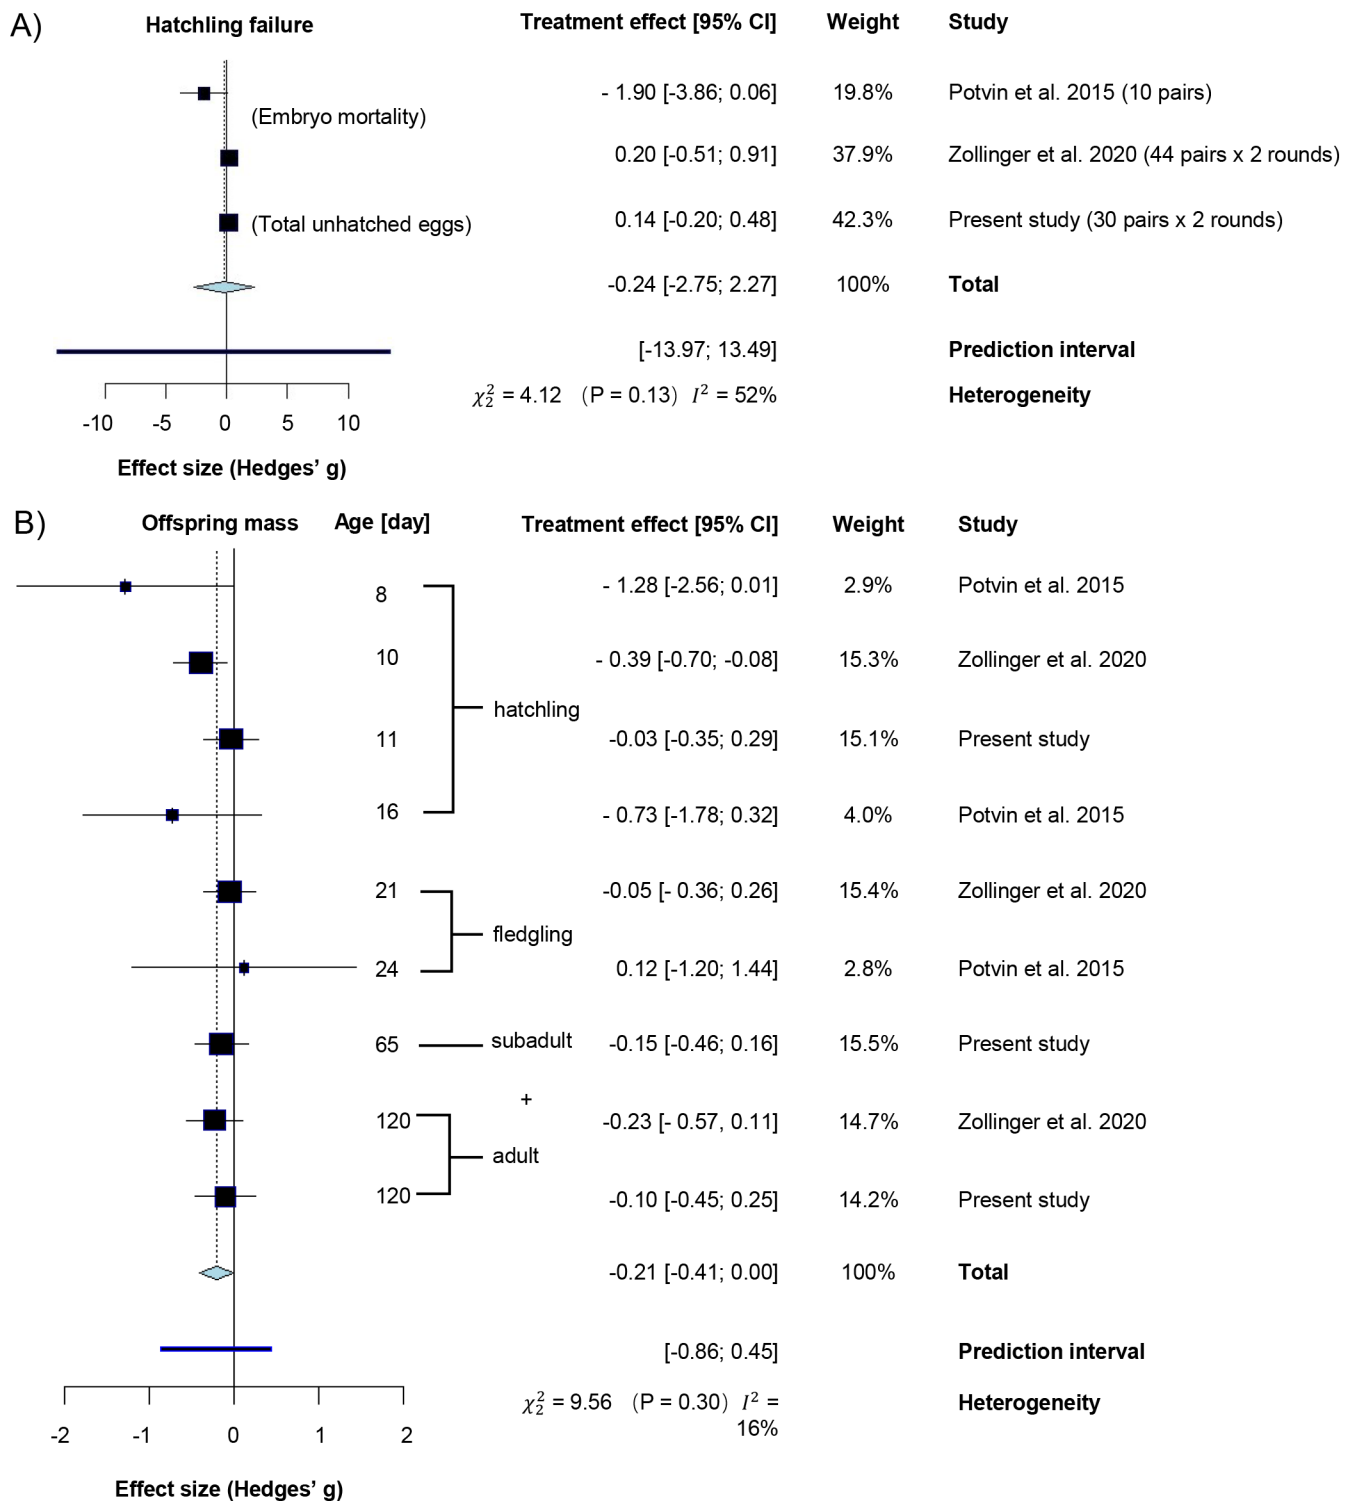 A)
Hatchling failure Treatment effect [95% CI] Weight Study
- 1.90 [-3.86; 0.06] 19.8% Potvin et al. 2015 (10 pairs)
(Embryo mortality)
0.20 [-0.51; 0.91] 37.9% Zollinger et al. 2020 (44 pairs x 2 rounds)
(Total unhatched eggs) 0.14 [-0.20; 0.48] 42.3% Present study (30 pairs x 2 rounds)
-0.24 [-2.75; 2.27] 100% Total
[-13.97; 13.49] Prediction interval
χ²₂ = 4.12 (P = 0.13) I² = 52% Heterogeneity
-10 -5 0 5 10
Effect size (Hedges' g)
B)
Offspring mass Age [day] Treatment effect [95% CI] Weight Study
8 - 1.28 [-2.56; 0.01] 2.9% Potvin et al. 2015
10 - 0.39 [-0.70; -0.08] 15.3% Zollinger et al. 2020
hatchling
11 -0.03 [-0.35; 0.29] 15.1% Present study
16 - 0.73 [-1.78; 0.32] 4.0% Potvin et al. 2015
21 -0.05 [- 0.36; 0.26] 15.4% Zollinger et al. 2020
fledgling
24 0.12 [-1.20; 1.44] 2.8% Potvin et al. 2015
65 subadult -0.15 [-0.46; 0.16] 15.5% Present study
+
120 -0.23 [- 0.57, 0.11] 14.7% Zollinger et al. 2020
adult
120 -0.10 [-0.45; 0.25] 14.2% Present study
-0.21 [-0.41; 0.00] 100% Total
[-0.86; 0.45] Prediction interval
χ²₂ = 9.56 (P = 0.30) I² = Heterogeneity
16%
-2 -1 0 1 2
Effect size (Hedges' g)